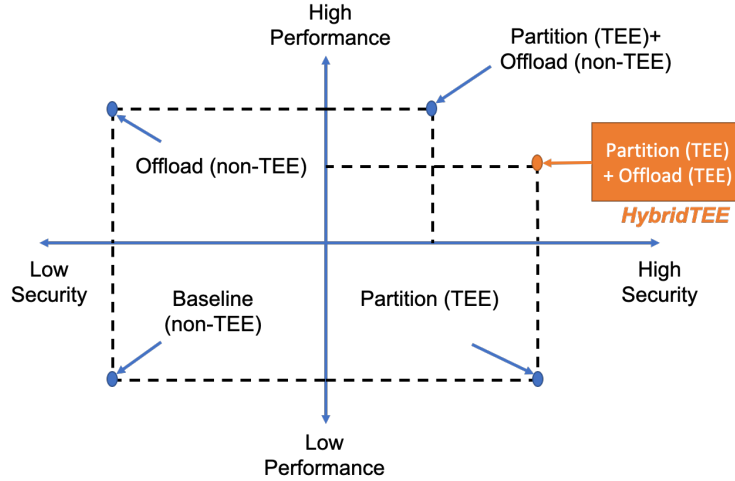 High
Performance
Partition (TEE)+
Offload (non-TEE)
Offload (non-TEE)
Partition (TEE)
+ Offload (TEE)
HybridTEE
Low
Security
High
Security
Baseline
(non-TEE)
Partition (TEE)
Low
Performance